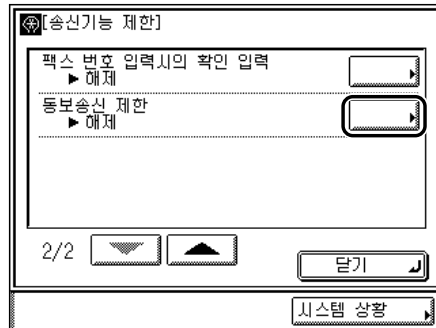 [송신기능 제한]
팩스 번호 입력시의 확인 입력
▶ 해제
동보송신 제한
▶ 해제
2/2
닫기
시스템 상황